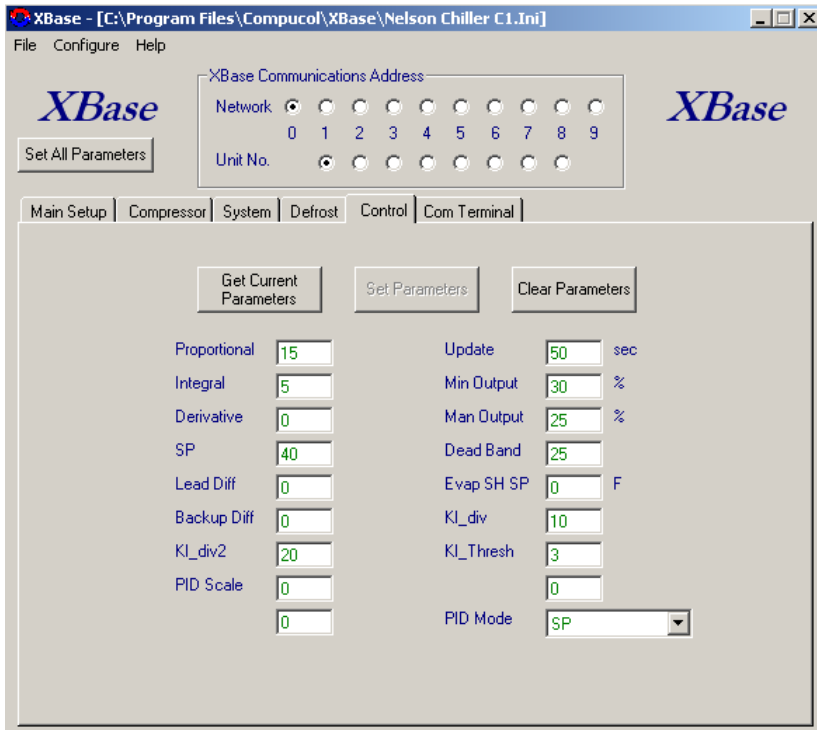 XBase - [C:\Program Files\Compucol\XBase\Nelson Chiller C1.Ini]
File Configure Help
XBase Communications Address
XBase
Network
XBase
0 1 2 3 4 5 6 7 8 9
Set All Parameters
Unit No.
Main Setup Compressor System Defrost Control Com Terminal
Get Current Parameters
Set Parameters
Clear Parameters
Proportional 15 Update 50 sec
Integral 5 Min Output 30 %
Derivative 0 Man Output 25 %
SP 40 Dead Band 25
Lead Diff 0 Evap SH SP 0 F
Backup Diff 0 KI_div 10
KI_div2 20 KI_Thresh 3
PID Scale 0 0
0 PID Mode SP